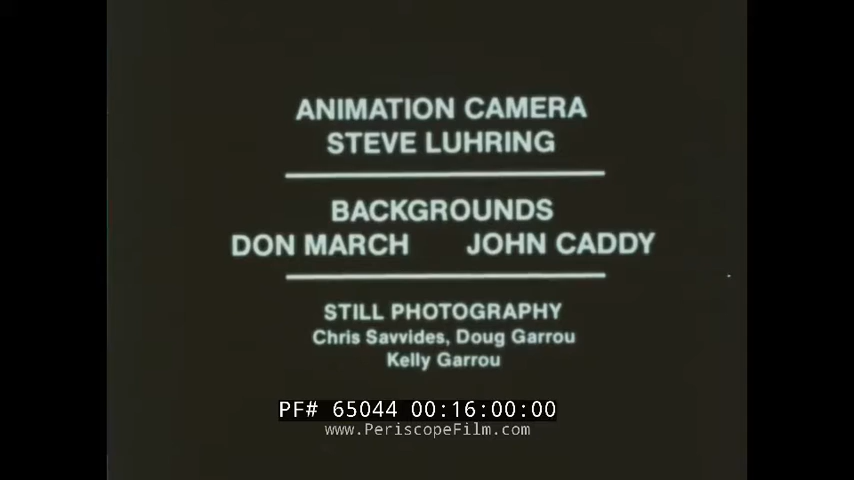 ANIMATION CAMERA
STEVE LUHRING
BACKGROUNDS
DON MARCH JOHN CADDY
STILL PHOTOGRAPHY
Chris Savvides, Doug Garrou
Kelly Garrou
PF# 65044 00:16:00:00
www.PeriscopeFilm.com